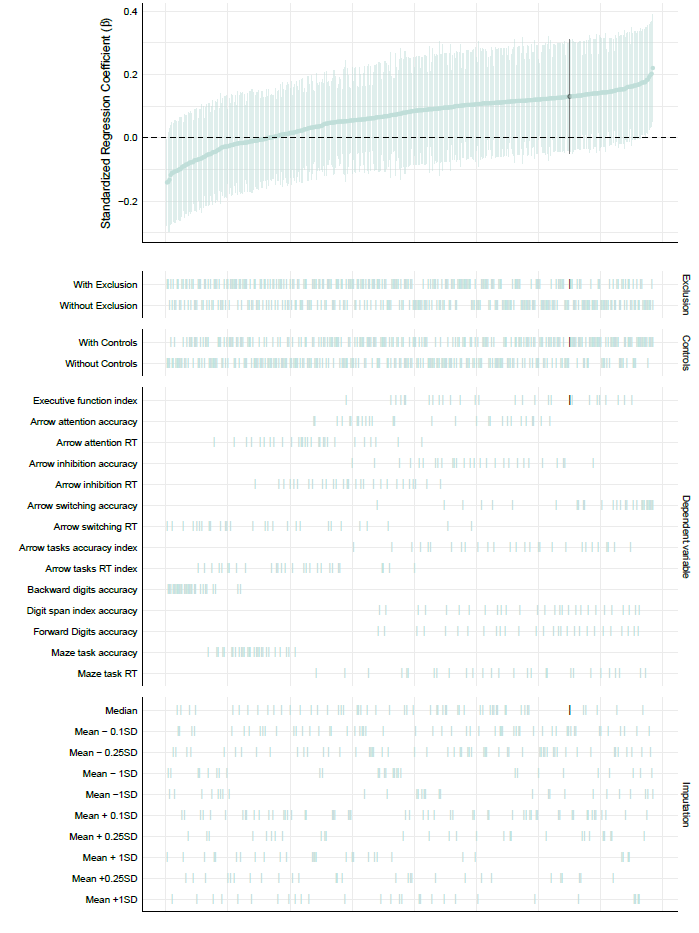 Standardized Regression Coefficient (β)
0.4
0.2
0.0
−0.2
With Exclusion
Without Exclusion
Exclusion
With Controls
Without Controls
Controls
Executive function index
Arrow attention accuracy
Arrow attention RT
Arrow inhibition accuracy
Arrow inhibition RT
Arrow switching accuracy
Arrow switching RT
Arrow tasks accuracy index
Arrow tasks RT index
Backward digits accuracy
Digit span index accuracy
Forward Digits accuracy
Maze task accuracy
Maze task RT
Dependent variable
Median
Mean − 0.1SD
Mean − 0.25SD
Mean − 1SD
Mean −1SD
Mean + 0.1SD
Mean + 0.25SD
Mean + 1SD
Mean +0.25SD
Mean +1SD
Imputation